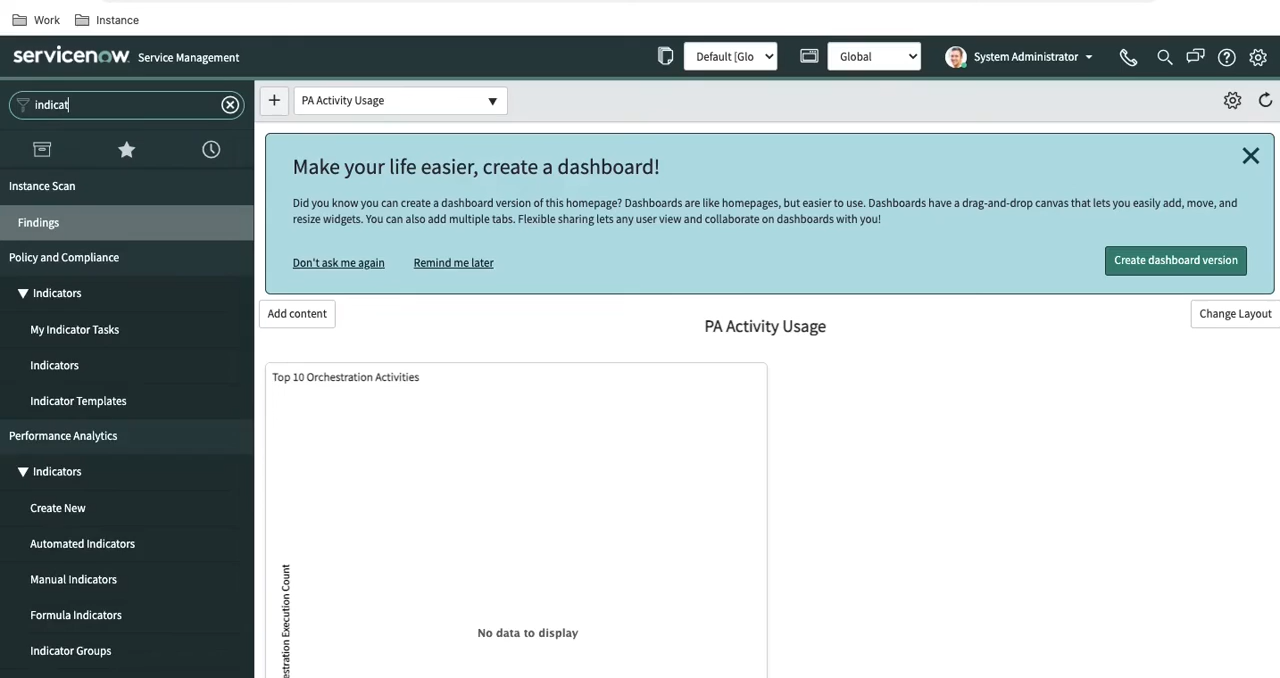 Work Instance
servicenow Service Management Default [Glo Global System Administrator
indicat
PA Activity Usage
Instance Scan
Findings
Policy and Compliance
Indicators
My Indicator Tasks
Indicators
Indicator Templates
Performance Analytics
Indicators
Create New
Automated Indicators
Manual Indicators
Formula Indicators
Indicator Groups
Make your life easier, create a dashboard!
Did you know you can create a dashboard version of this homepage? Dashboards are like homepages, but easier to use. Dashboards have a drag-and-drop canvas that lets you easily add, move, and
resize widgets. You can also add multiple tabs. Flexible sharing lets any user view and collaborate on dashboards with you!
Don't ask me again Remind me later Create dashboard version
Add content Change Layout
PA Activity Usage
Top 10 Orchestration Activities
estration Execution Count
No data to display